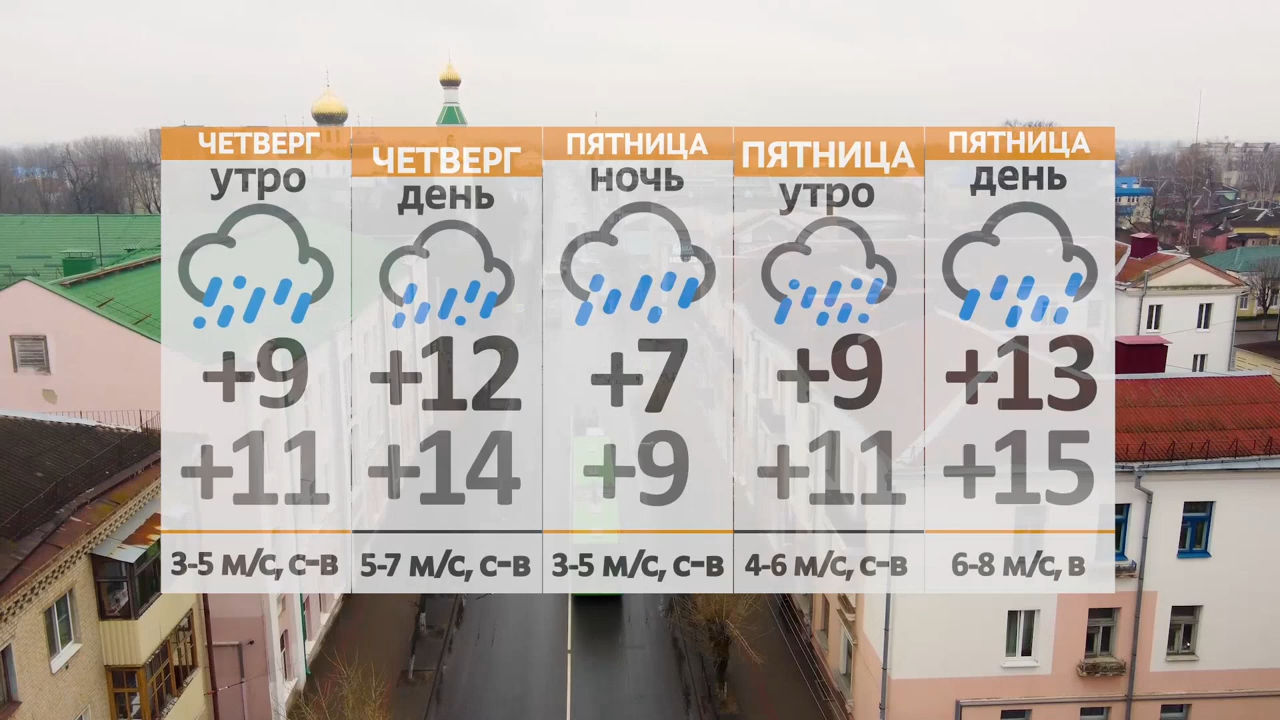 ЧЕТВЕРГ
утро
+9
+11
3-5 м/с, с-в
ЧЕТВЕРГ
день
+12
+14
5-7 м/с, с-в
ПЯТНИЦА
ночь
+7
+9
3-5 м/с, с-в
ПЯТНИЦА
утро
+9
+11
4-6 м/с, с-в
ПЯТНИЦА
день
+13
+15
6-8 м/с, в